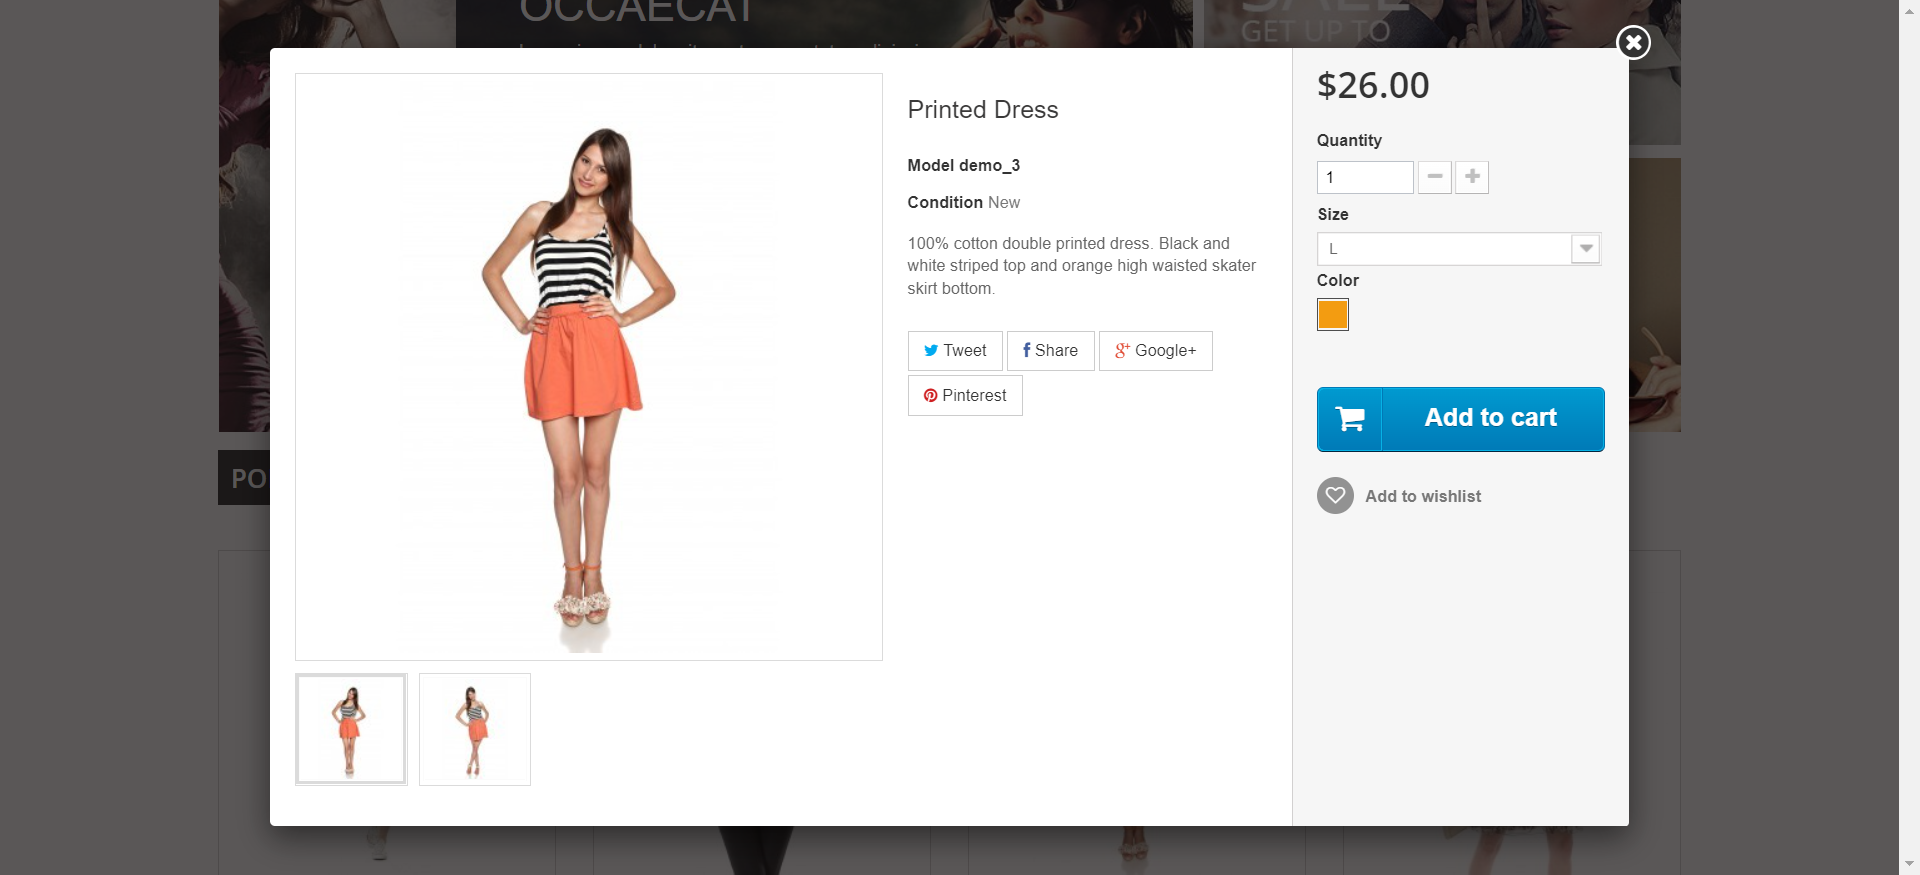 OCCAECAT
GET UP TO
$26.00
Printed Dress
Quantity
Model demo_3
1
Condition New
Size
100% cotton double printed dress. Black and
white striped top and orange high waisted skater
skirt bottom.
L
Color
Tweet
Share
Google+
Pinterest
Add to cart
PO
Add to wishlist